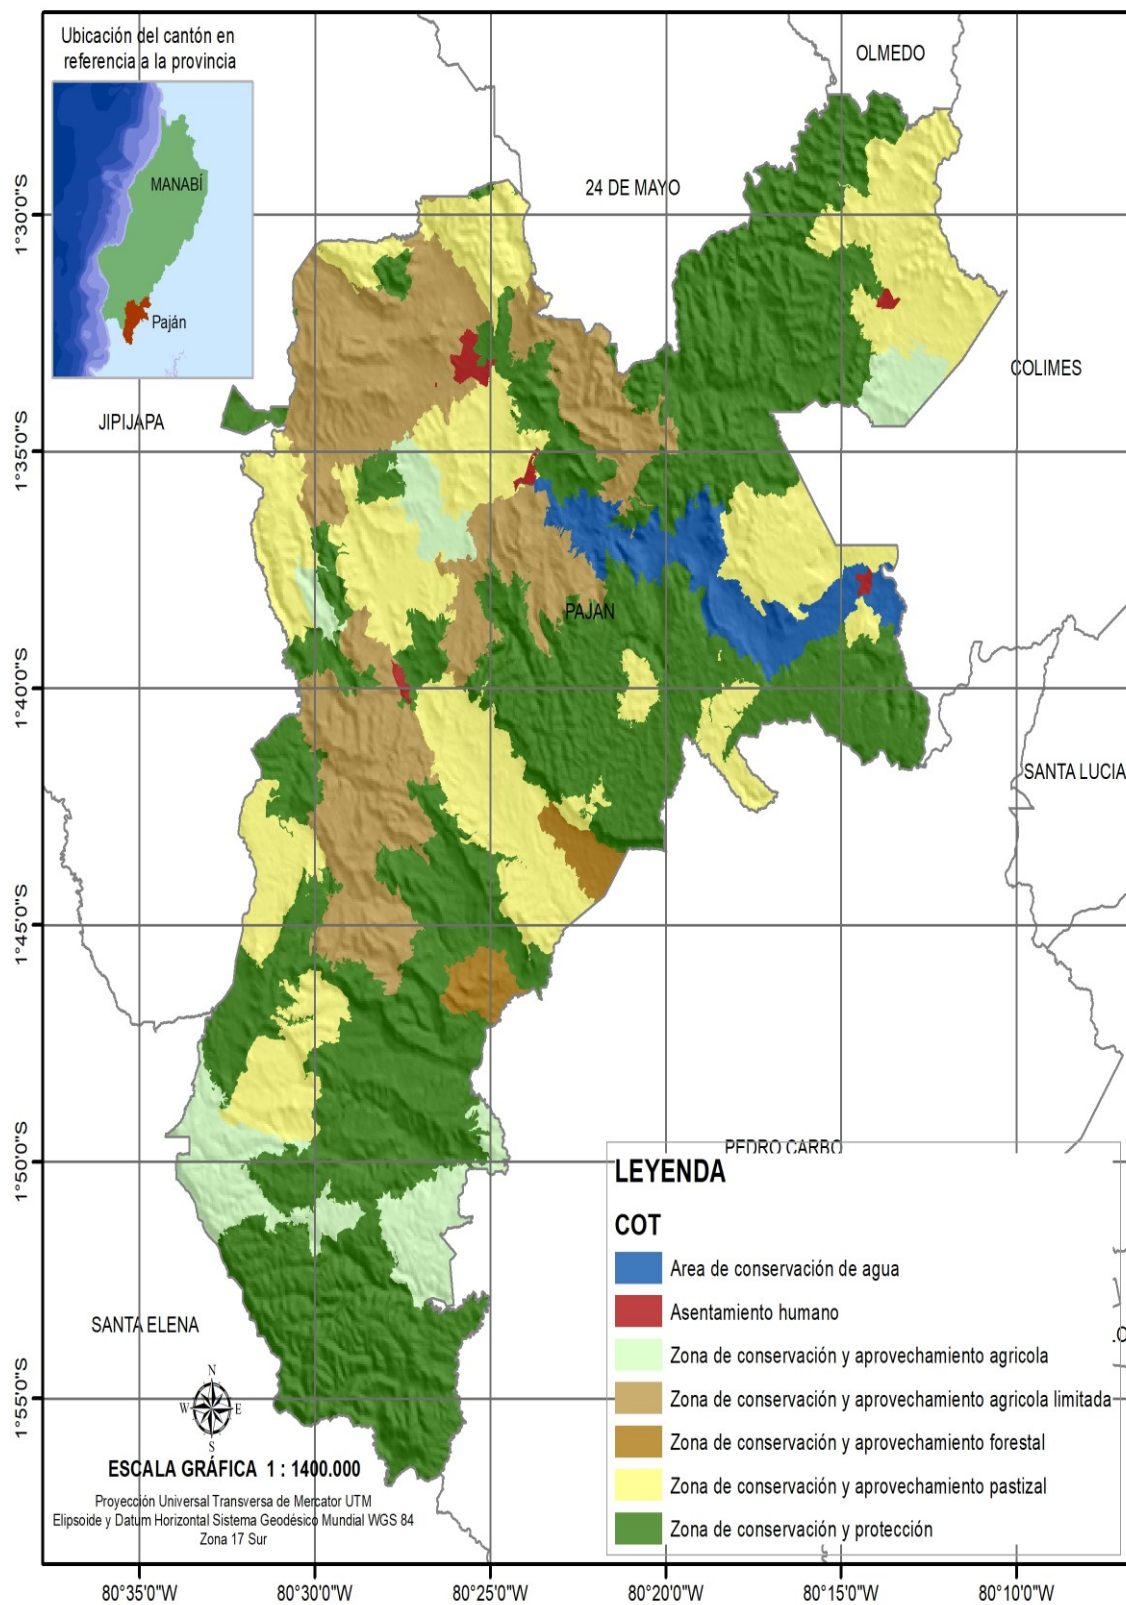 Ubicación del cantón en
referencia a la provincia
MANABÍ
Paján
OLMEDO
24 DE MAYO
COLIMES
JIPIJAPA
PAJAN
SANTA LUCIA
PEDRO CARBO
SANTA ELENA
1°30'0"S
1°35'0"S
1°40'0"S
1°45'0"S
1°50'0"S
1°55'0"S
N
W
E
S
ESCALA GRÁFICA 1 : 1400.000
Proyección Universal Transversa de Mercator UTM
Elipsoide y Datum Horizontal Sistema Geodésico Mundial WGS 84
Zona 17 Sur
LEYENDA
COT
Area de conservación de agua
Asentamiento humano
Zona de conservación y aprovechamiento agricola
Zona de conservación y aprovechamiento agricola limitada
Zona de conservación y aprovechamiento forestal
Zona de conservación y aprovechamiento pastizal
Zona de conservación y protección
80°35'0"W
80°30'0"W
80°25'0"W
80°20'0"W
80°15'0"W
80°10'0"W